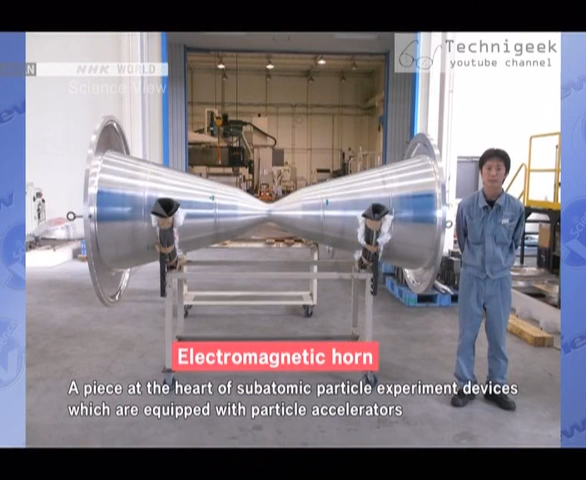 Technigeek
youtube channel
NHK WORLD
Science View
Electromagnetic horn
A piece at the heart of subatomic particle experiment devices
which are equipped with particle accelerators